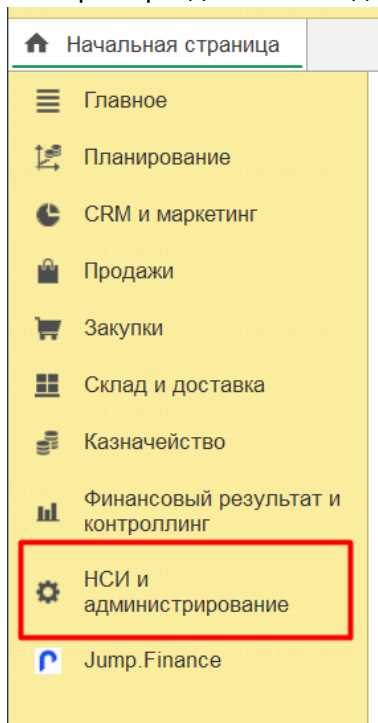 Начальная страница
Главное
Планирование
CRM и маркетинг
Продажи
Закупки
Склад и доставка
Казначейство
Финансовый результат и
контроллинг
НСИ и
администрирование
Jump.Finance